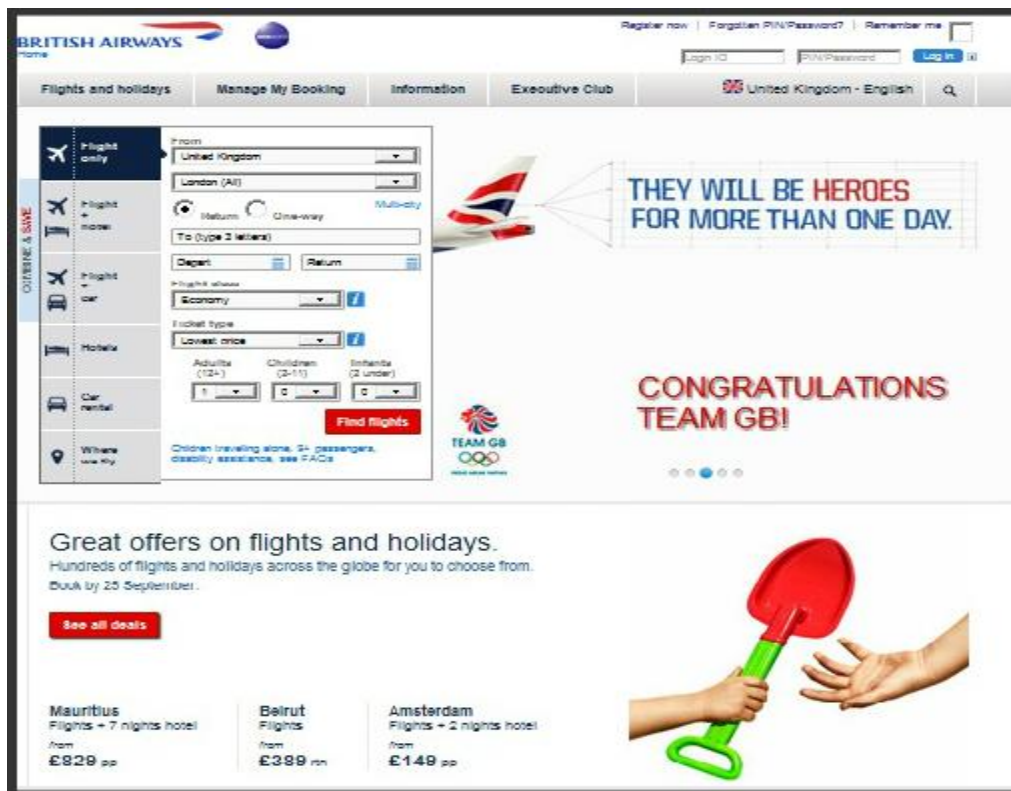 BRITISH AIRWAYS
Home
Register now | Forgotten PIN/Password? | Remember me
Login ID
PIN/Password
Log in
Flights and holidays
Manage My Booking
Information
Executive Club
United Kingdom - English
COMBINE & SAVE
Flight only
Flight + hotel
Flight + car
Hotels
Car rental
Where we fly
From
United Kingdom
London (All)
Return
One-way
Multi-city
To (type 3 letters)
Depart
Return
Flight class
Economy
Ticket type
Lowest price
Adults (12+)
Children (2-11)
Infants (2 under)
1
0
0
Find flights
Children traveling alone, 9+ passengers,
disability assistance, see FAQs
THEY WILL BE HEROES
FOR MORE THAN ONE DAY.
CONGRATULATIONS
TEAM GB!
TEAM GB
Great offers on flights and holidays.
Hundreds of flights and holidays across the globe for you to choose from.
Book by 25 September.
See all deals
Mauritius
Flights + 7 nights hotel
from
£829 pp
Beirut
Flights
from
£389 rtn
Amsterdam
Flights + 2 nights hotel
from
£149 pp